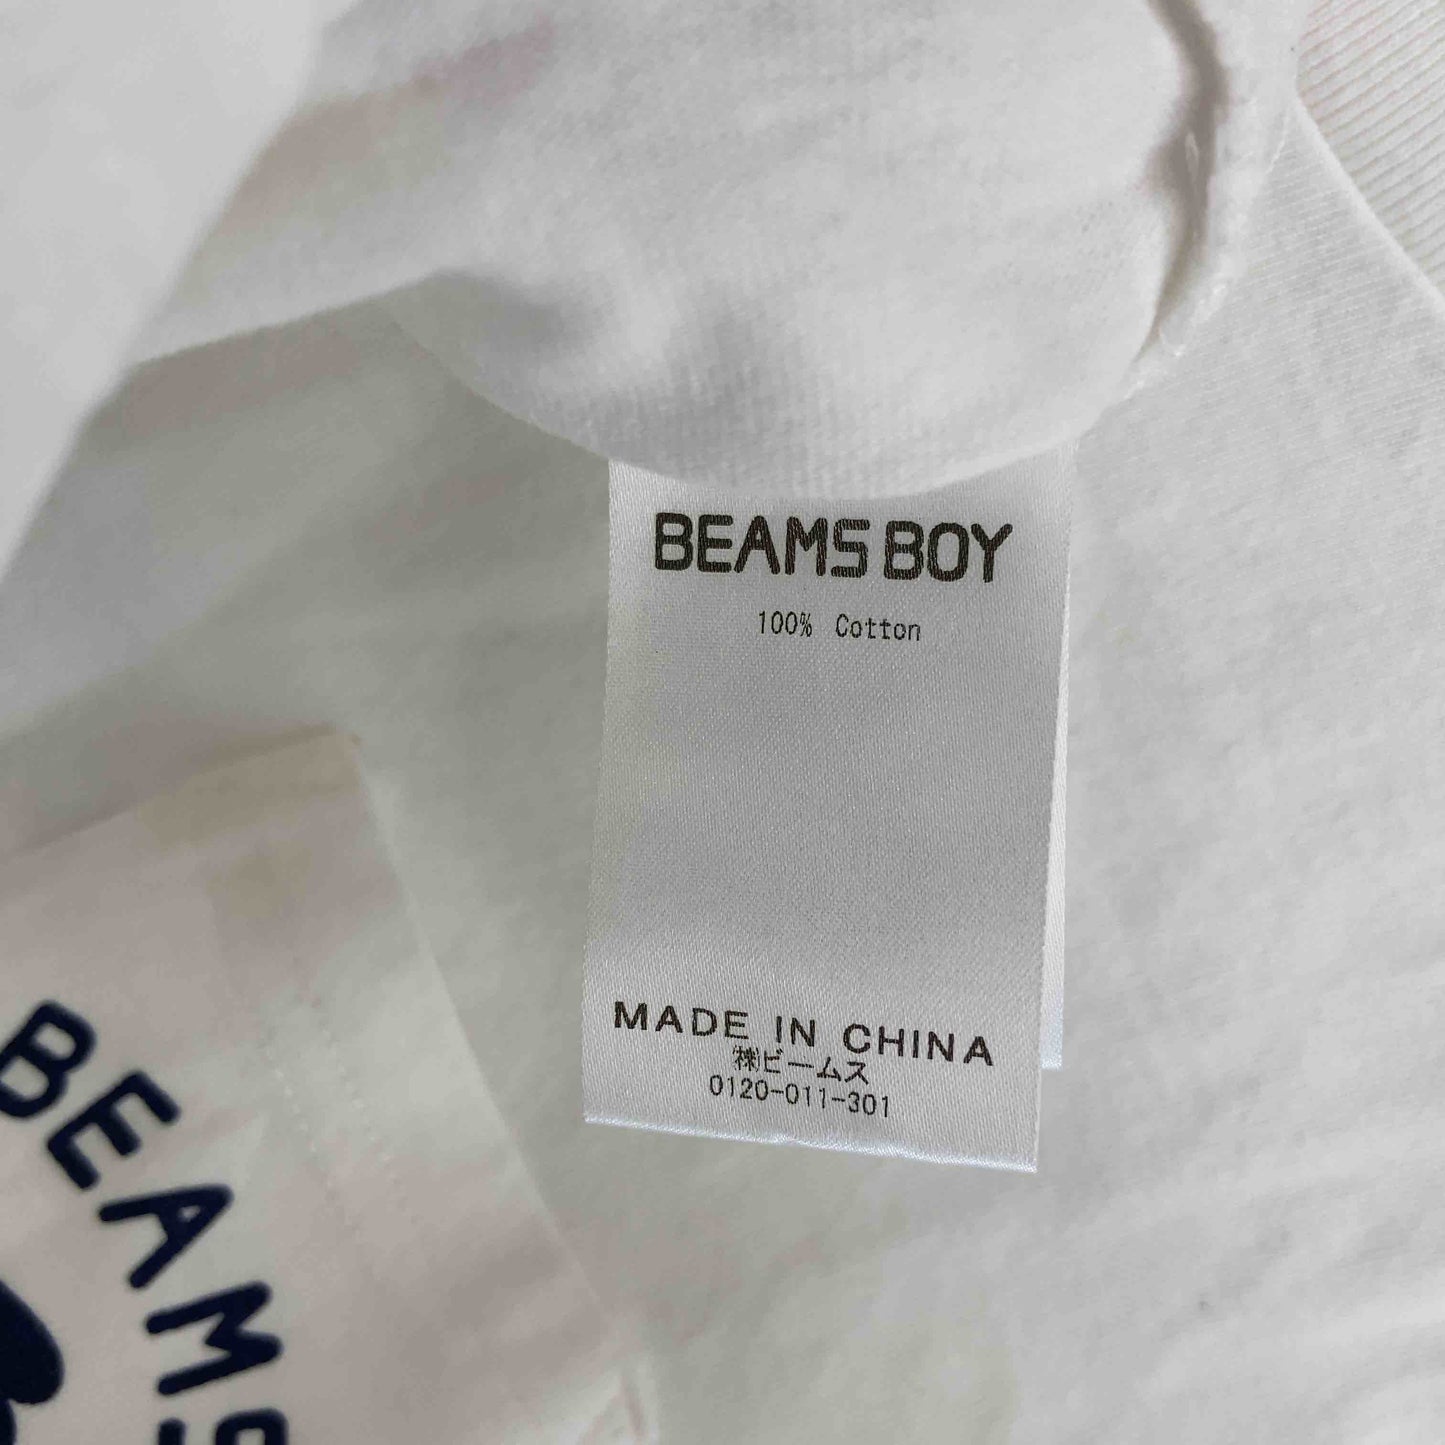 BEAMS BOY
100% Cotton
MADE IN CHINA
㈱ビームス
0120-011-301
BEAMS